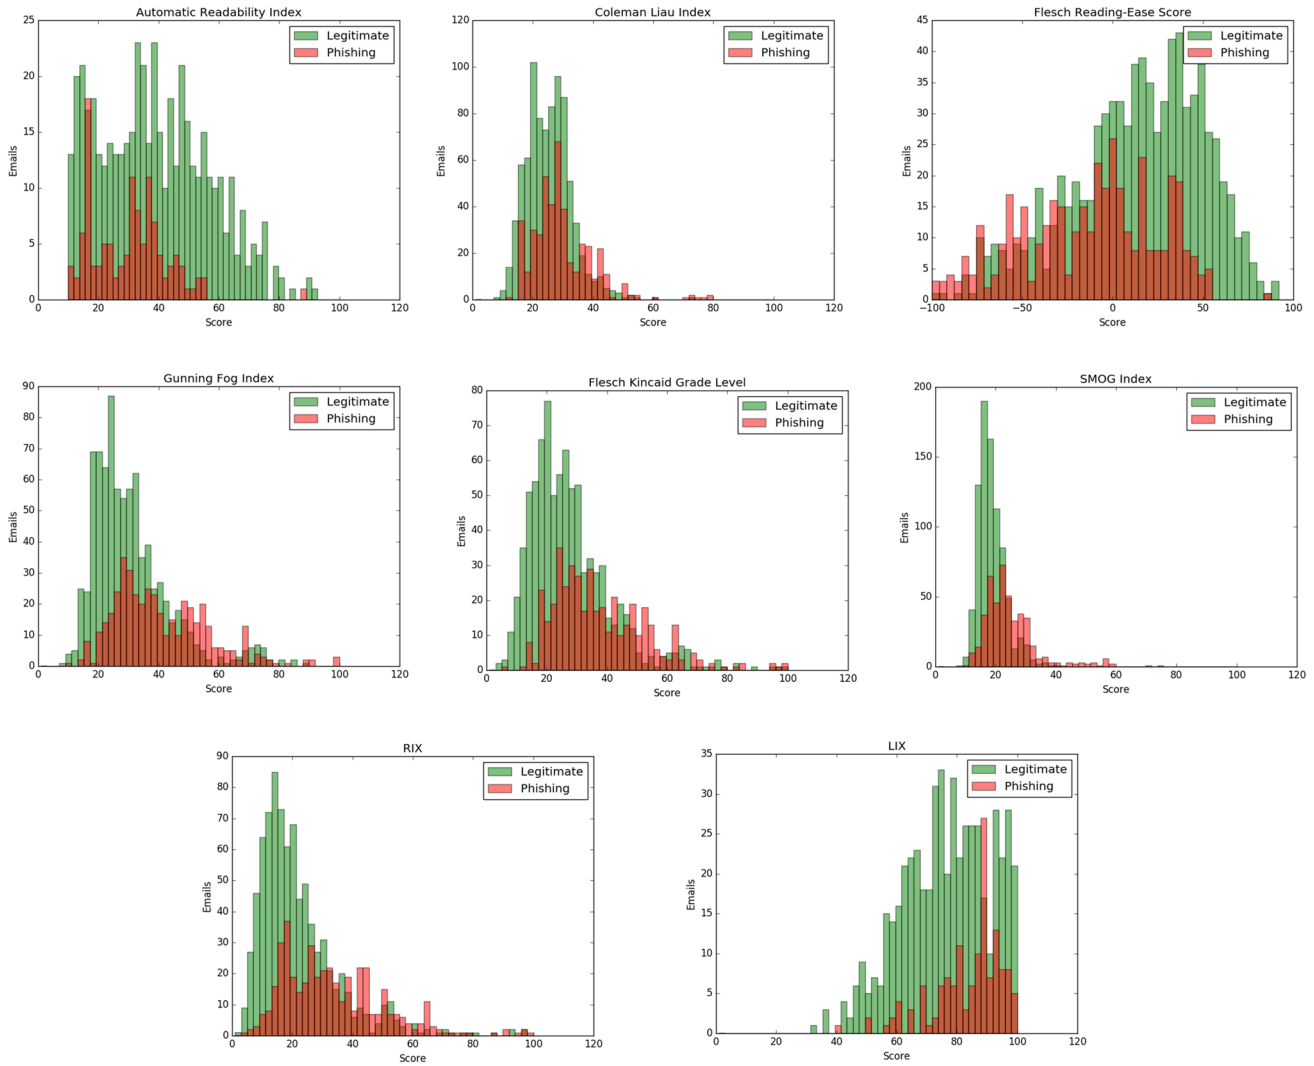 Automatic Readability Index
25
20
15
10
5
0
Emails
0 20 40 60 80 100 120
Score
Legitimate
Phishing
Coleman Liau Index
120
100
80
60
40
20
0
Emails
0 20 40 60 80 100 120
Score
Legitimate
Phishing
Flesch Reading-Ease Score
45
40
35
30
25
20
15
10
5
0
Emails
−100 −50 0 50 100
Score
Legitimate
Phishing
Gunning Fog Index
90
80
70
60
50
40
30
20
10
0
Emails
0 20 40 60 80 100 120
Score
Legitimate
Phishing
Flesch Kincaid Grade Level
80
70
60
50
40
30
20
10
0
Emails
0 20 40 60 80 100 120
Score
Legitimate
Phishing
SMOG Index
200
150
100
50
0
Emails
0 20 40 60 80 100 120
Score
Legitimate
Phishing
RIX
90
80
70
60
50
40
30
20
10
0
Emails
0 20 40 60 80 100 120
Score
Legitimate
Phishing
LIX
35
30
25
20
15
10
5
0
Emails
0 20 40 60 80 100 120
Score
Legitimate
Phishing